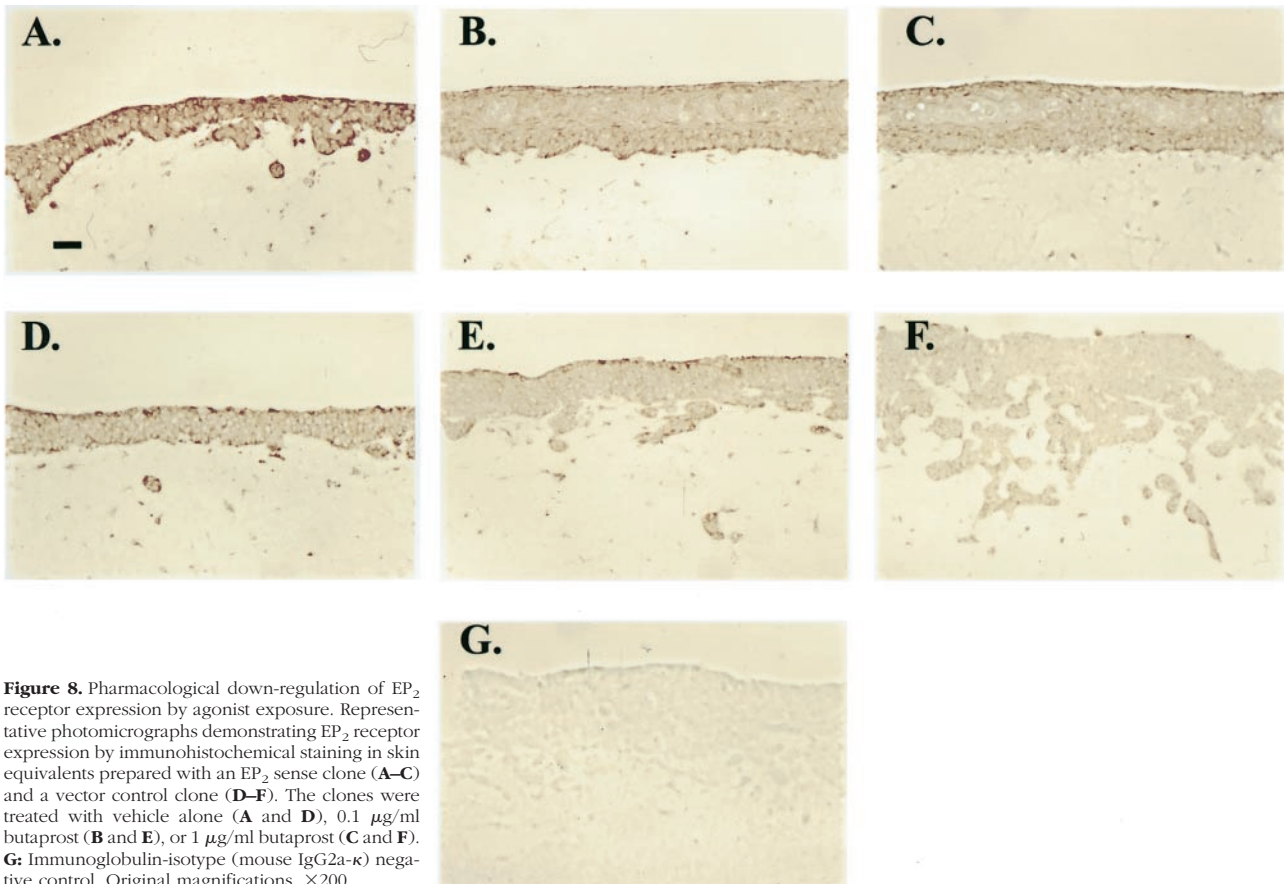 A.
B.
C.
D.
E.
F.
G.
Figure 8. Pharmacological down-regulation of EP2
receptor expression by agonist exposure. Represen-
tative photomicrographs demonstrating EP2 receptor
expression by immunohistochemical staining in skin
equivalents prepared with an EP2 sense clone (A–C)
and a vector control clone (D–F). The clones were
treated with vehicle alone (A and D), 0.1 μg/ml
butaprost (B and E), or 1 μg/ml butaprost (C and F).
G: Immunoglobulin-isotype (mouse IgG2a-κ) nega-
tive control. Original magnifications, ×200.